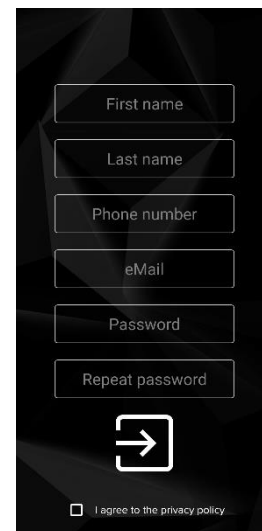 First name
Last name
Phone number
eMail
Password
Repeat password
I agree to the privacy policy